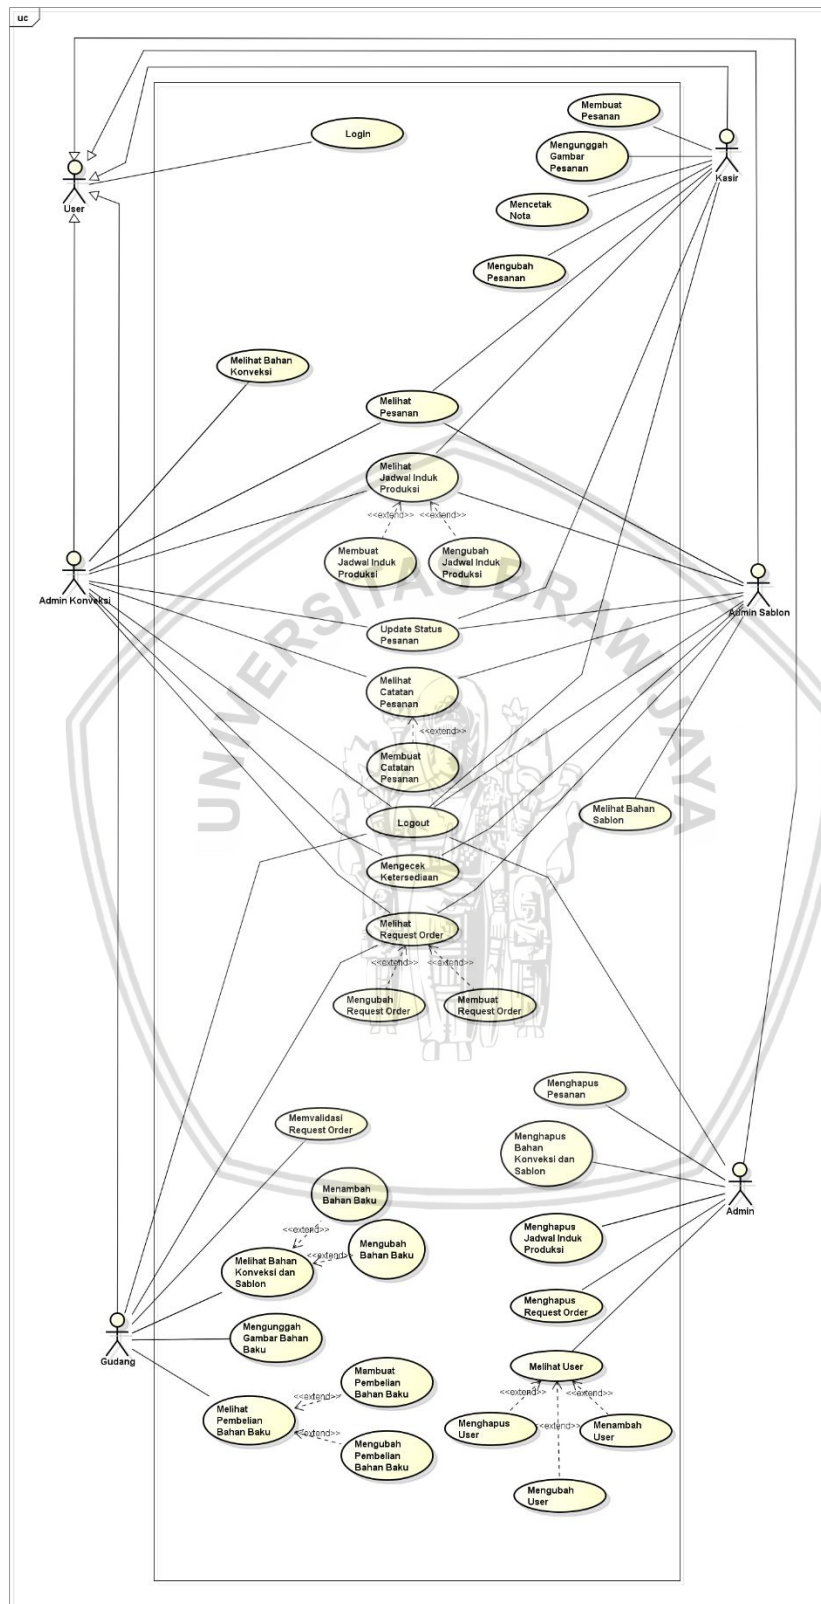 uc
Membuat
Pesanan
Login
Mengunggah
Gambar
Pesanan
Kasir
User
Mencetak
Nota
Mengubah
Pesanan
Melihat Bahan
Konveksi
Melihat
Pesanan
Melihat
Jadwal Induk
Produksi
<<extend>>
<<extend>>
Membuat
Jadwal Induk
Produksi
Mengubah
Jadwal Induk
Produksi
Admin Konveksi
Admin Sablon
UNIVERSITAS BRAWIJAYA
Update Status
Pesanan
Melihat
Catatan
Pesanan
<<extend>>
Membuat
Catatan
Pesanan
Melihat Bahan
Sablon
Logout
Mengecek
Ketersediaan
Melihat
Request Order
<<extend>>
<<extend>>
Mengubah
Request Order
Membuat
Request Order
Menghapus
Pesanan
Memvalidasi
Request Order
Menghapus
Bahan
Konveksi dan
Sablon
Admin
Menambah
Bahan Baku
<<extend>>
Mengubah
Bahan Baku
<<extend>>
Melihat Bahan
Konveksi dan
Sablon
Menghapus
Jadwal Induk
Produksi
Menghapus
Request Order
Mengunggah
Gambar Bahan
Baku
Gudang
Melihat User
Mambuat
Pembelian
Bahan Baku
<<extend>>
Melihat
Pembelian
Bahan Baku
<<extend>>
Mengubah
Pembelian
Bahan Baku
<<extend>>
<<extend>>
<<extend>>
Menghapus
User
Menambah
User
Mengubah
User